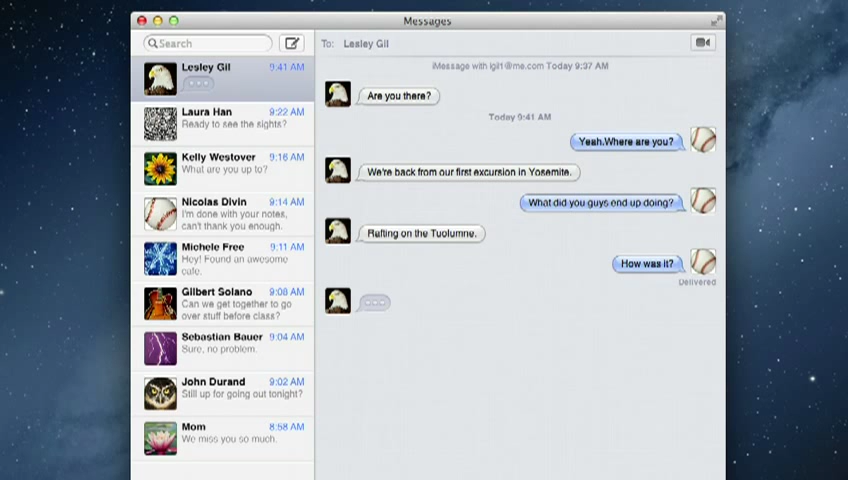 Messages
Search
To: Lesley Gil
Lesley Gil 9:41 AM
Laura Han 9:22 AM
Ready to see the sights?
Kelly Westover 9:16 AM
What are you up to?
Nicolas Divin 9:14 AM
I'm done with your notes,
can't thank you enough.
Michele Free 9:11 AM
Hey! Found an awesome
cafe.
Gilbert Solano 9:08 AM
Can we get together to go
over stuff before class?
Sebastian Bauer 9:04 AM
Sure, no problem.
John Durand 9:02 AM
Still up for going out tonight?
Mom 8:58 AM
We miss you so much.
iMessage with lgil1@me.com Today 9:37 AM
Are you there?
Today 9:41 AM
Yeah.Where are you?
We're back from our first excursion in Yosemite.
What did you guys end up doing?
Rafting on the Tuolumne.
How was it?
Delivered